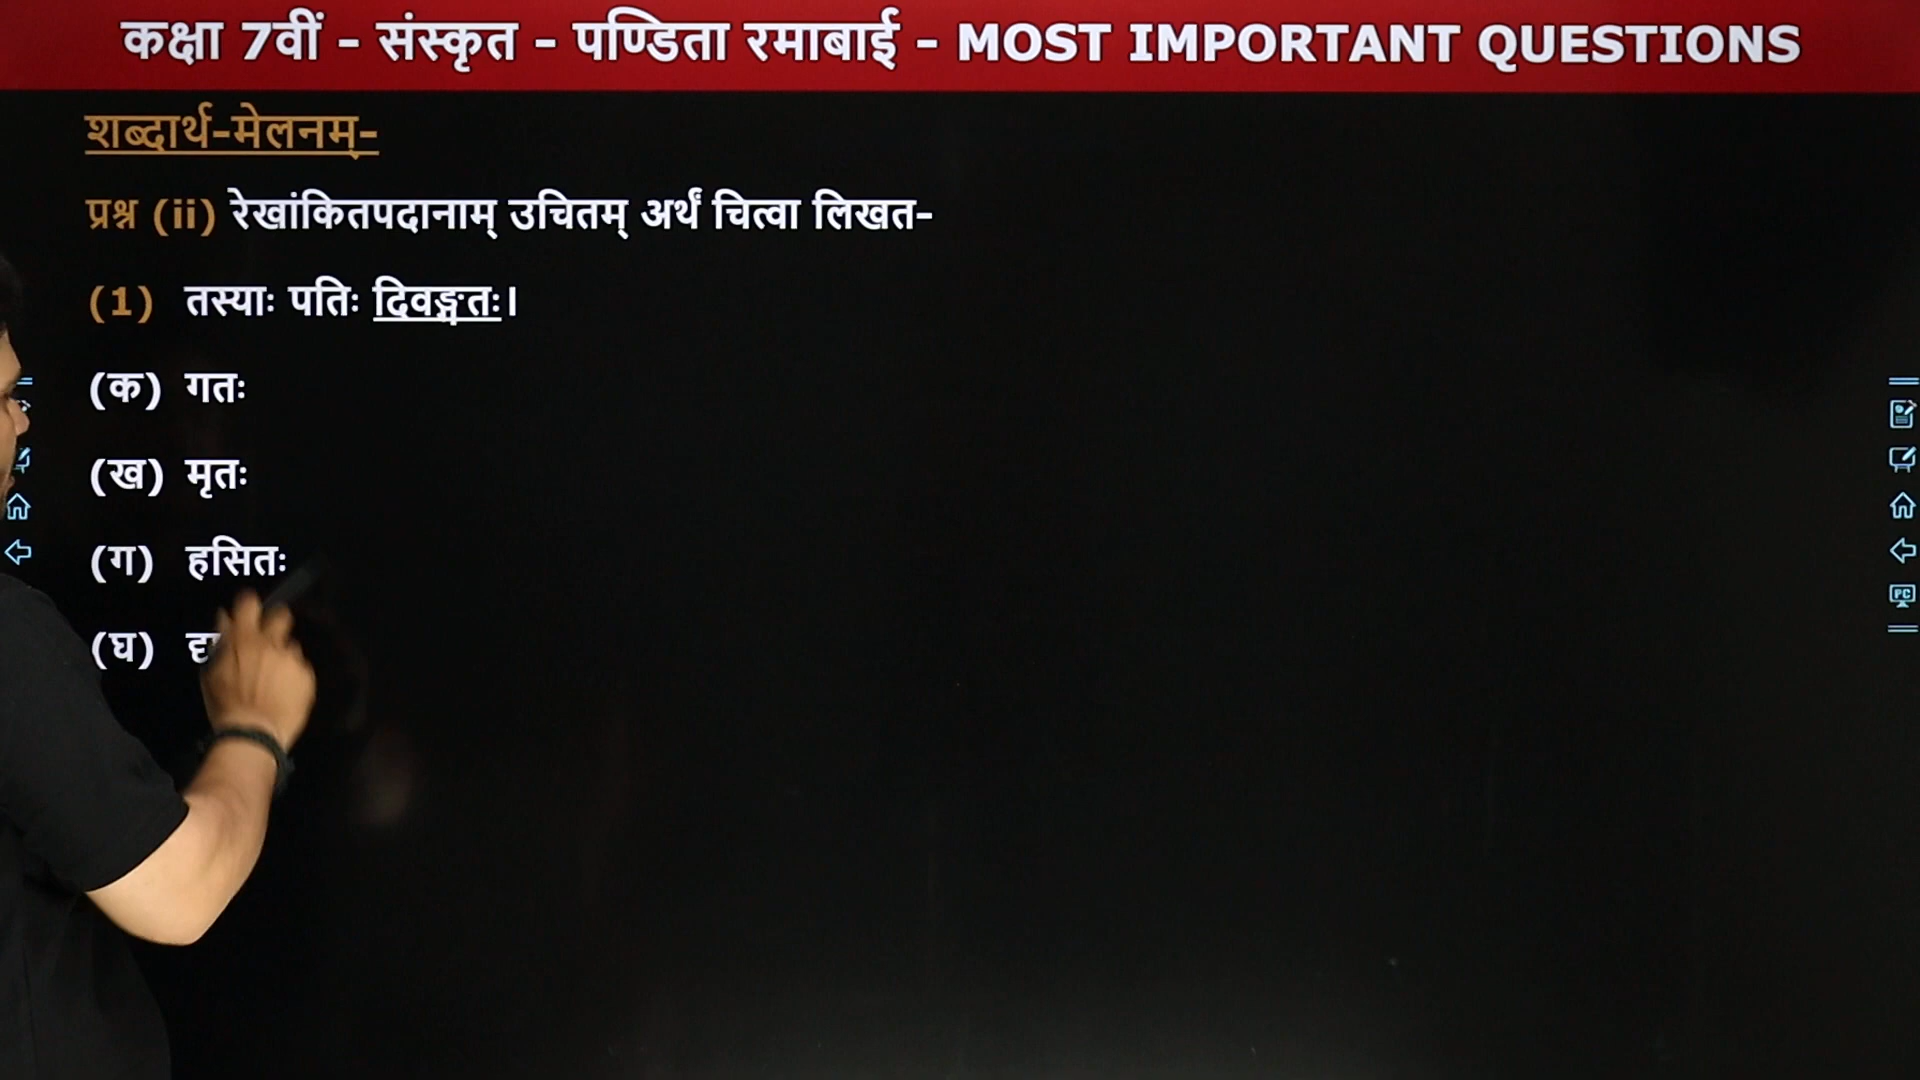 कक्षा 7वीं - संस्कृत - पण्डिता रमाबाई - MOST IMPORTANT QUESTIONS
शब्दार्थ-मेलनम्-
प्रश्न (ii) रेखांकितपदानाम् उचितम् अर्थं चित्वा लिखत-
(1) तस्याः पतिः दिवङ्गतः।
(क) गतः
(ख) मृतः
(ग) हसितः
(घ)
PC